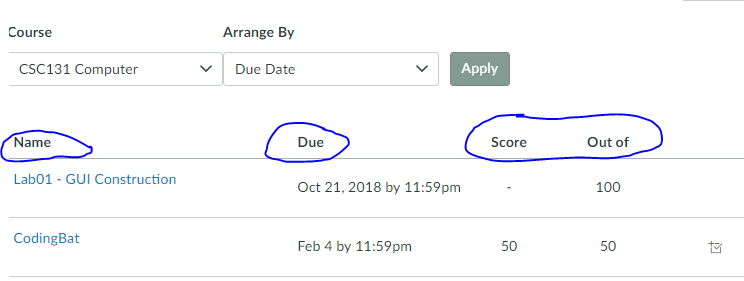 Course Arrange By
CSC131 Computer Due Date Apply
Name Due Score Out of
Lab01 - GUI Construction Oct 21, 2018 by 11:59pm - 100
CodingBat Feb 4 by 11:59pm 50 50